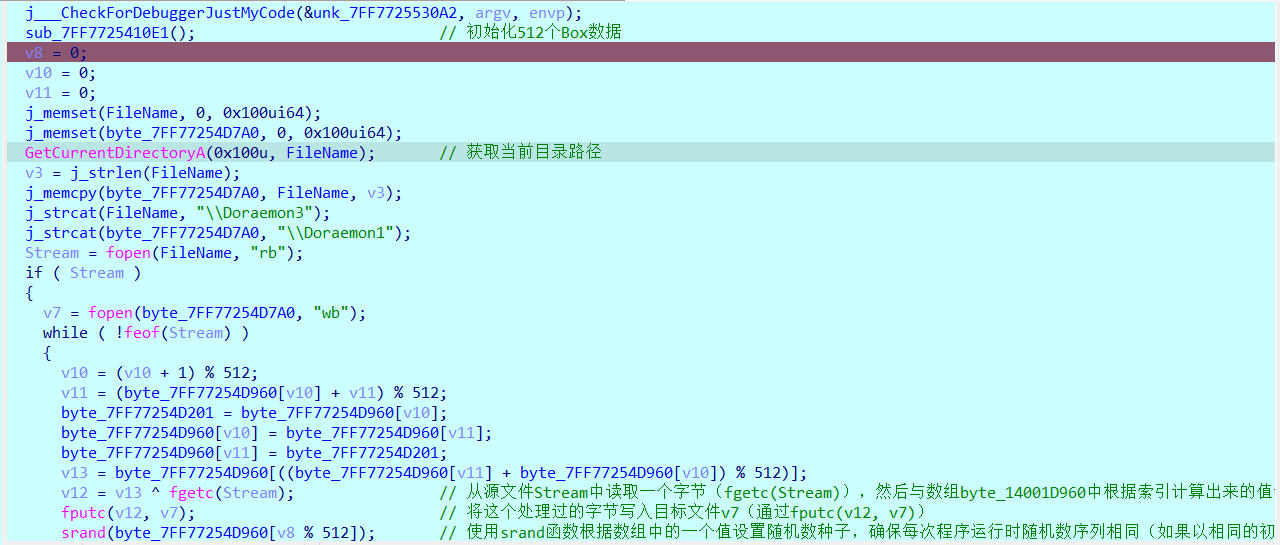 j___CheckForDebuggerJustMyCode(&unk_7FF7725530A2, argv, envp);
sub_7FF7725410E1(); // 初始化512个Box数据
v8 = 0;
v10 = 0;
v11 = 0;
j_memset(FileName, 0, 0x100ui64);
j_memset(byte_7FF77254D7A0, 0, 0x100ui64);
GetCurrentDirectoryA(0x100u, FileName); // 获取当前目录路径
v3 = j_strlen(FileName);
j_memcpy(byte_7FF77254D7A0, FileName, v3);
j_strcat(FileName, "\\Doraemon3");
j_strcat(byte_7FF77254D7A0, "\\Doraemon1");
Stream = fopen(FileName, "rb");
if ( Stream )
{
v7 = fopen(byte_7FF77254D7A0, "wb");
while ( !feof(Stream) )
{
v10 = (v10 + 1) % 512;
v11 = (byte_7FF77254D960[v10] + v11) % 512;
byte_7FF77254D201 = byte_7FF77254D960[v10];
byte_7FF77254D960[v10] = byte_7FF77254D960[v11];
byte_7FF77254D960[v11] = byte_7FF77254D201;
v13 = byte_7FF77254D960[((byte_7FF77254D960[v11] + byte_7FF77254D960[v10]) % 512)];
v12 = v13 ^ fgetc(Stream); // 从源文件Stream中读取一个字节（fgetc(Stream)），然后与数组byte_14001D960中根据索引计算出来的值
fputc(v12, v7); // 将这个处理过的字节写入目标文件v7（通过fputc(v12, v7)）
srand(byte_7FF77254D960[v8 % 512]); // 使用srand函数根据数组中的一个值设置随机数种子，确保每次程序运行时随机数序列相同（如果以相同的初